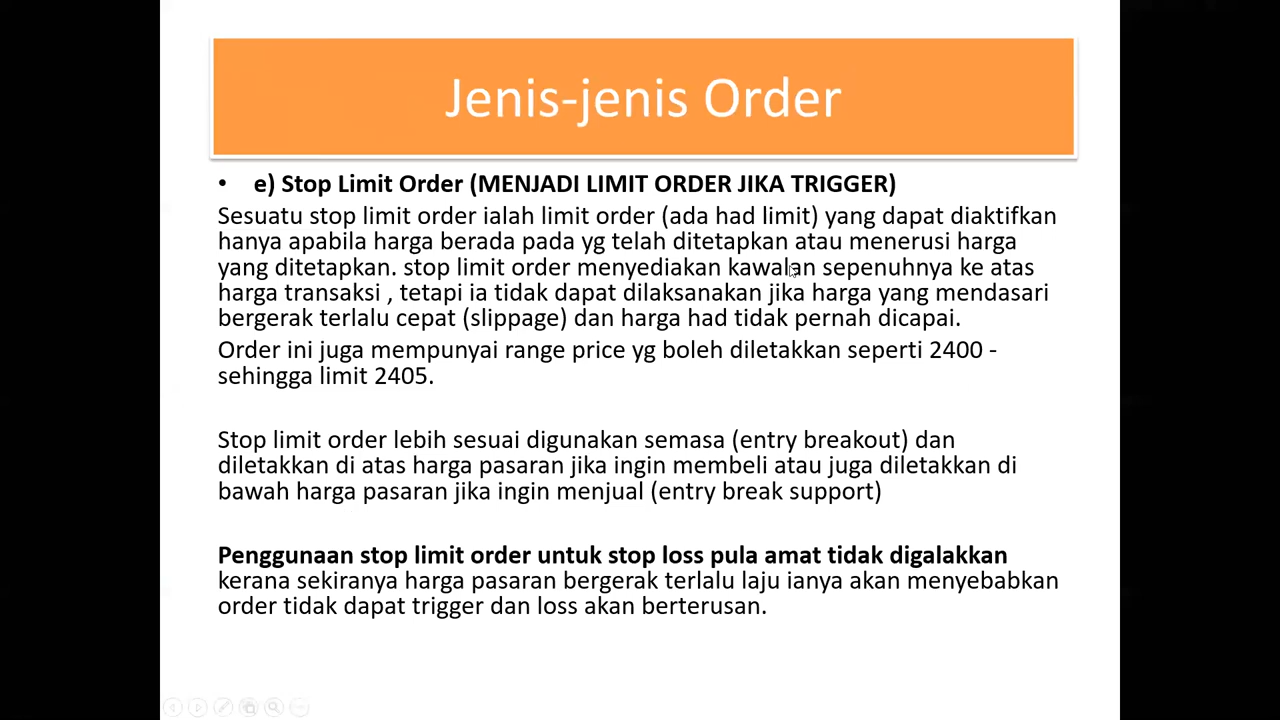 Jenis-jenis Order
• e) Stop Limit Order (MENJADI LIMIT ORDER JIKA TRIGGER)
Sesuatu stop limit order ialah limit order (ada had limit) yang dapat diaktifkan
hanya apabila harga berada pada yg telah ditetapkan atau menerusi harga
yang ditetapkan. stop limit order menyediakan kawalan sepenuhnya ke atas
harga transaksi , tetapi ia tidak dapat dilaksanakan jika harga yang mendasari
bergerak terlalu cepat (slippage) dan harga had tidak pernah dicapai.
Order ini juga mempunyai range price yg boleh diletakkan seperti 2400 -
sehingga limit 2405.
Stop limit order lebih sesuai digunakan semasa (entry breakout) dan
diletakkan di atas harga pasaran jika ingin membeli atau juga diletakkan di
bawah harga pasaran jika ingin menjual (entry break support)
Penggunaan stop limit order untuk stop loss pula amat tidak digalakkan
kerana sekiranya harga pasaran bergerak terlalu laju ianya akan menyebabkan
order tidak dapat trigger dan loss akan berterusan.